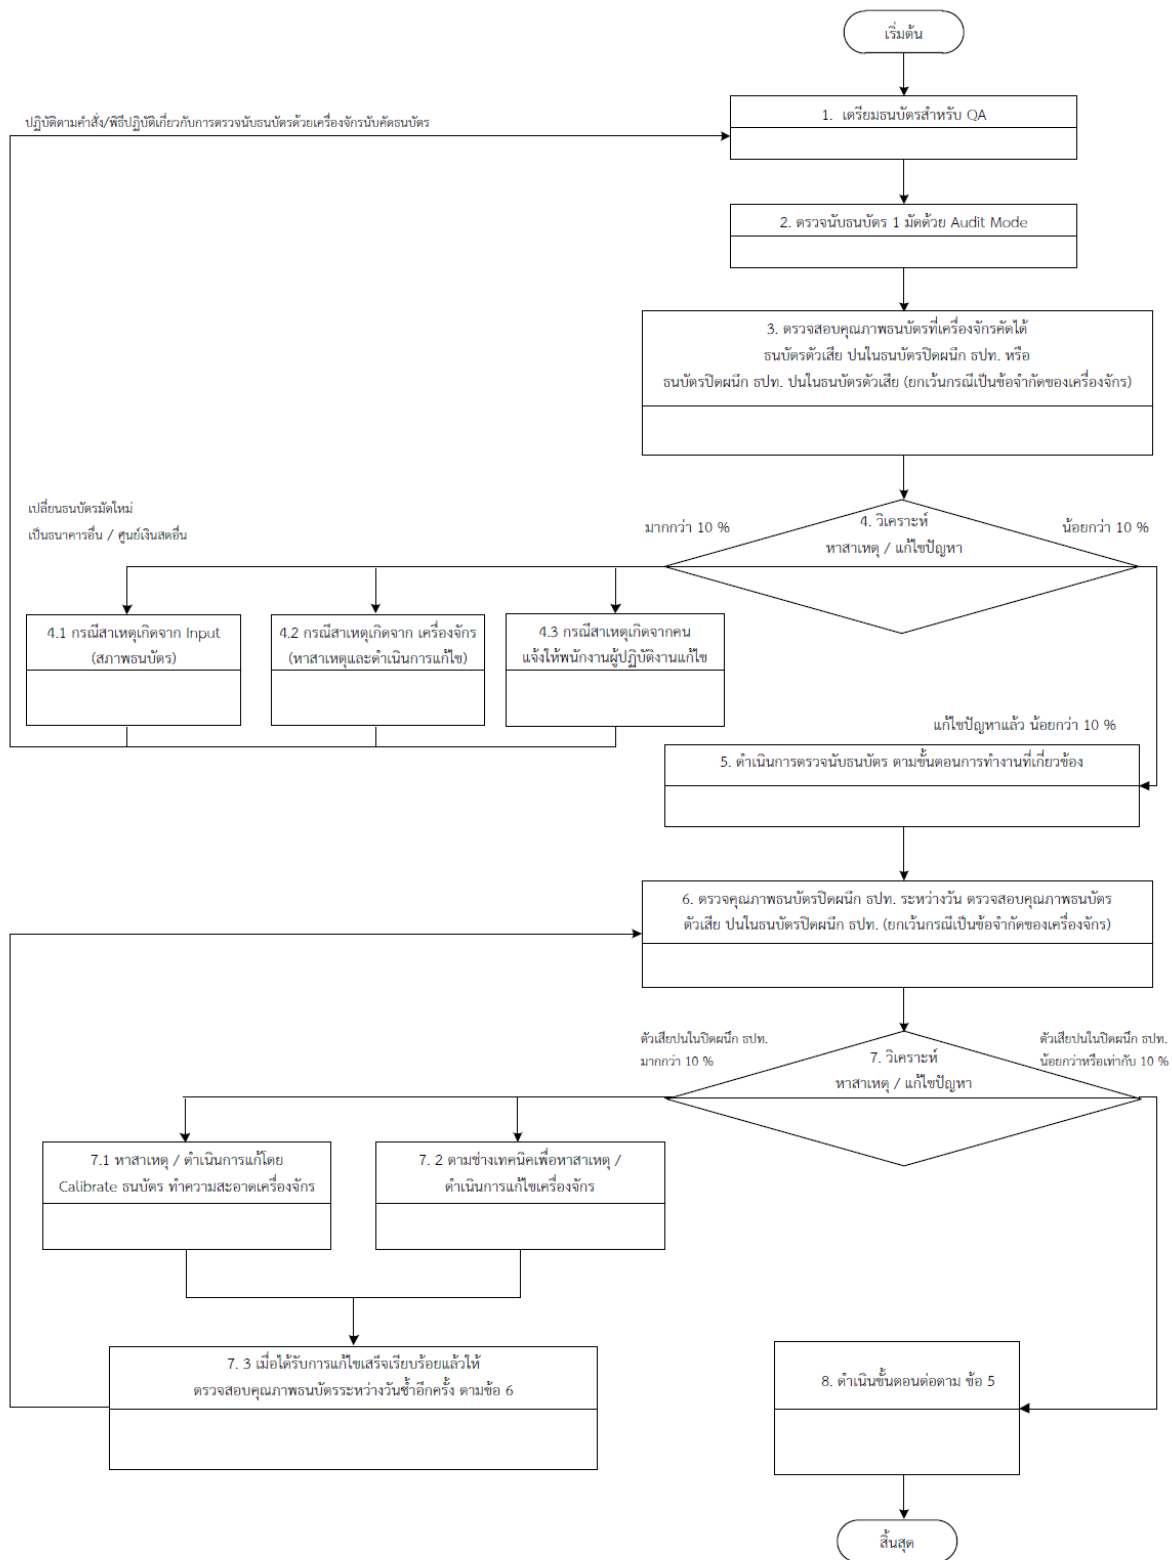 เริ่มต้น
ปฏิบัติตามคำสั่ง/พิธีปฏิบัติเกี่ยวกับการตรวจนับธนบัตรด้วยเครื่องจักรนับคัดธนบัตร
1. เตรียมธนบัตรสำหรับ QA
2. ตรวจนับธนบัตร 1 มัดด้วย Audit Mode
3. ตรวจสอบคุณภาพธนบัตรที่เครื่องจักรคัดได้
ธนบัตรตัวเสีย ปนในธนบัตรปิดผนึก ธปท. หรือ
ธนบัตรปิดผนึก ธปท. ปนในธนบัตรตัวเสีย (ยกเว้นกรณีเป็นข้อจำกัดของเครื่องจักร)
เปลี่ยนธนบัตรมัดใหม่
เป็นธนาคารอื่น / ศูนย์เงินสดอื่น
มากกว่า 10 %
4. วิเคราะห์
หาสาเหตุ / แก้ไขปัญหา
น้อยกว่า 10 %
4.1 กรณีสาเหตุเกิดจาก Input
(สภาพธนบัตร)
4.2 กรณีสาเหตุเกิดจาก เครื่องจักร
(หาสาเหตุและดำเนินการแก้ไข)
4.3 กรณีสาเหตุเกิดจากคน
แจ้งให้พนักงานผู้ปฏิบัติงานแก้ไข
แก้ไขปัญหาแล้ว น้อยกว่า 10 %
5. ดำเนินการตรวจนับธนบัตร ตามขั้นตอนการทำงานที่เกี่ยวข้อง
6. ตรวจคุณภาพธนบัตรปิดผนึก ธปท. ระหว่างวัน ตรวจสอบคุณภาพธนบัตร
ตัวเสีย ปนในธนบัตรปิดผนึก ธปท. (ยกเว้นกรณีเป็นข้อจำกัดของเครื่องจักร)
ตัวเสียปนในปิดผนึก ธปท.
มากกว่า 10 %
7. วิเคราะห์
หาสาเหตุ / แก้ไขปัญหา
ตัวเสียปนในปิดผนึก ธปท.
น้อยกว่าหรือเท่ากับ 10 %
7.1 หาสาเหตุ / ดำเนินการแก้โดย
Calibrate ธนบัตร ทำความสะอาดเครื่องจักร
7. 2 ตามช่างเทคนิคเพื่อหาสาเหตุ /
ดำเนินการแก้ไขเครื่องจักร
7. 3 เมื่อได้รับการแก้ไขเสร็จเรียบร้อยแล้วให้
ตรวจสอบคุณภาพธนบัตรระหว่างวันซ้ำอีกครั้ง ตามข้อ 6
8. ดำเนินขั้นตอนต่อตาม ข้อ 5
สิ้นสุด